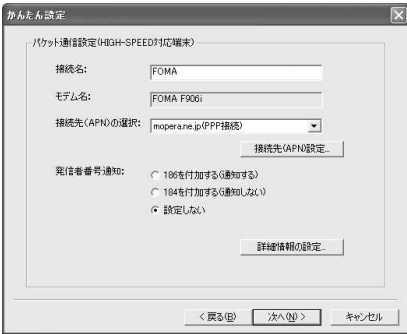 かんたん設定
パケット通信設定(HIGH-SPEED対応端末)
接続名: FOMA
モデム名: FOMA F906i
接続先(APN)の選択: mopera.ne.jp(PPP接続)
接続先(APN)設定...
発信者番号通知: 186を付加する(通知する)
184を付加する(通知しない)
設定しない
詳細情報の設定...
< 戻る(B) 次へ(N) > キャンセル